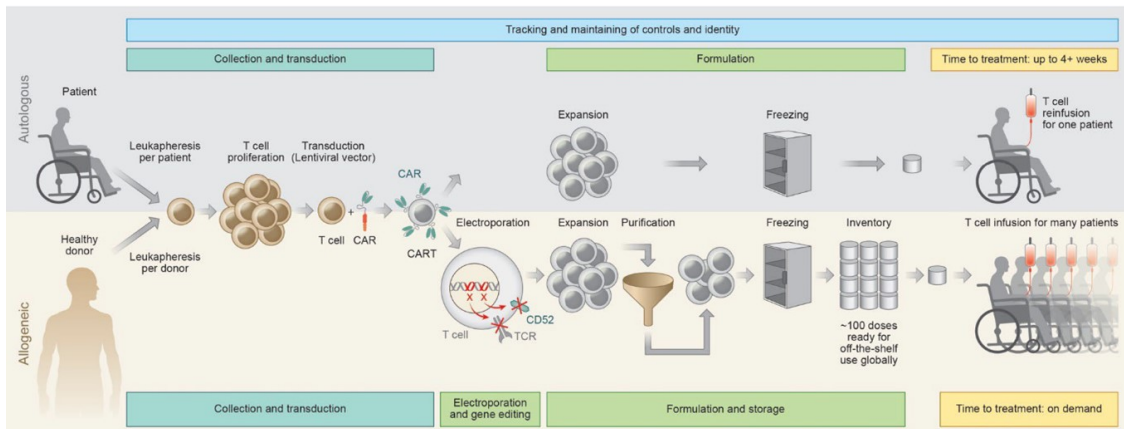 Tracking and maintaining of controls and identity
Collection and transduction
Formulation
Time to treatment: up to 4+ weeks
Autologous
Patient
Leukapheresis
per patient
T cell
proliferation
Transduction
(Lentiviral vector)
CAR
Expansion
Freezing
T cell
reinfusion
for one patient
T cell
CAR
CART
Allogeneic
Healthy
donor
Leukapheresis
per donor
Electroporation
Expansion
Purification
Freezing
Inventory
T cell infusion for many patients
X X
CD52
TCR
T cell
~100 doses
ready for
off-the-shelf
use globally
Collection and transduction
Electroporation
and gene editing
Formulation and storage
Time to treatment: on demand